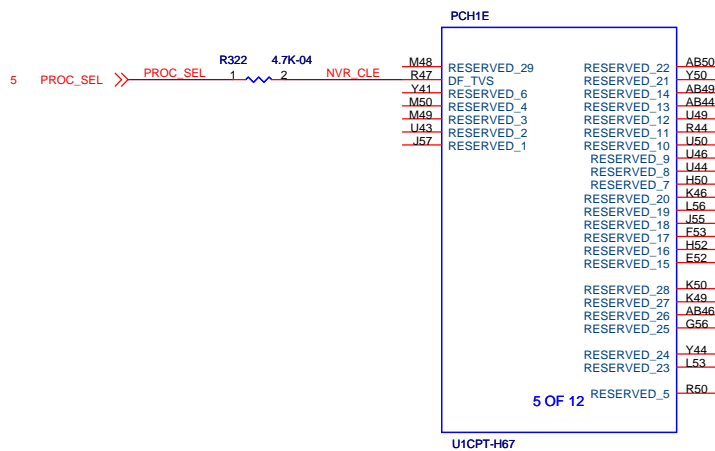 PCH1E
R322 4.7K-04
5 PROC_SEL PROC_SEL 1 2 NVR_CLE
M48 RESERVED_29
R47 DF_TVS
Y41 RESERVED_6
M50 RESERVED_4
M49 RESERVED_3
U43 RESERVED_2
J57 RESERVED_1
RESERVED_22 AB50
RESERVED_21 Y50
RESERVED_14 AB49
RESERVED_13 AB44
RESERVED_12 U49
RESERVED_11 R44
RESERVED_10 U50
RESERVED_9 U46
RESERVED_8 U44
RESERVED_7 H50
RESERVED_20 K46
RESERVED_19 L56
RESERVED_18 J55
RESERVED_17 F53
RESERVED_16 H52
RESERVED_15 E52
RESERVED_28 K50
RESERVED_27 K49
RESERVED_26 AB46
RESERVED_25 G56
RESERVED_24 Y44
RESERVED_23 L53
RESERVED_5 R50
5 OF 12
U1CPT-H67